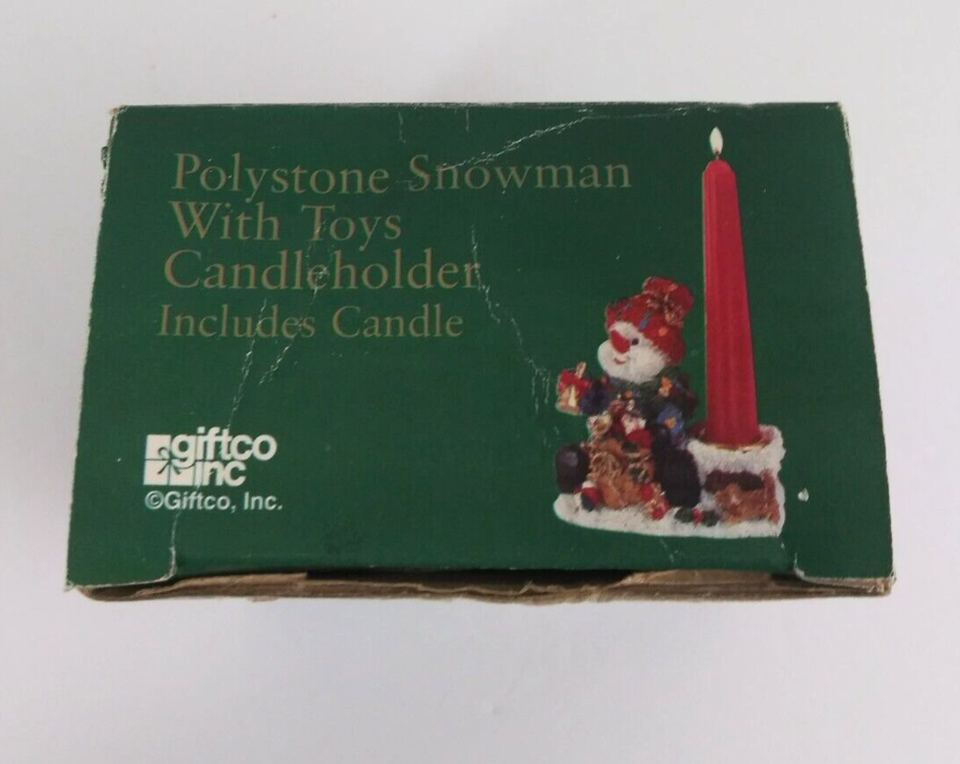 Polystone Snowman
With Toys
Candleholder
Includes Candle
giftco
inc
©Giftco, Inc.